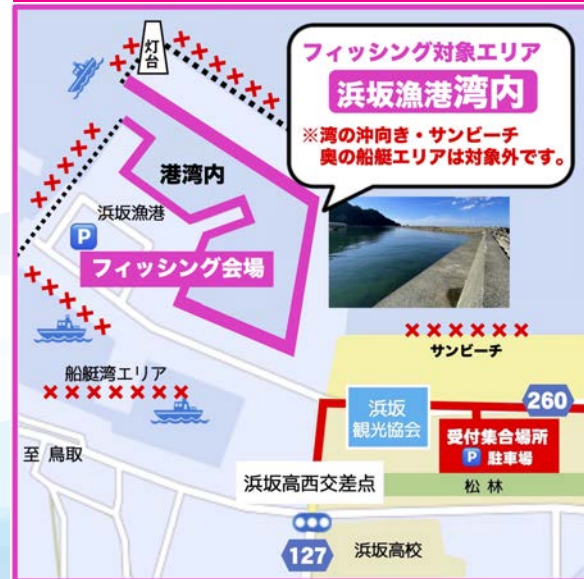 灯台
フィッシング対象エリア
浜坂漁港湾内
※湾の沖向き・サンビーチ
奥の船艇エリアは対象外です。
港湾内
浜坂漁港
P
フィッシング会場
サンビーチ
船艇湾エリア
浜坂
観光協会
260
受付集合場所
P 駐車場
至 鳥取
浜坂高西交差点
松林
127
浜坂高校